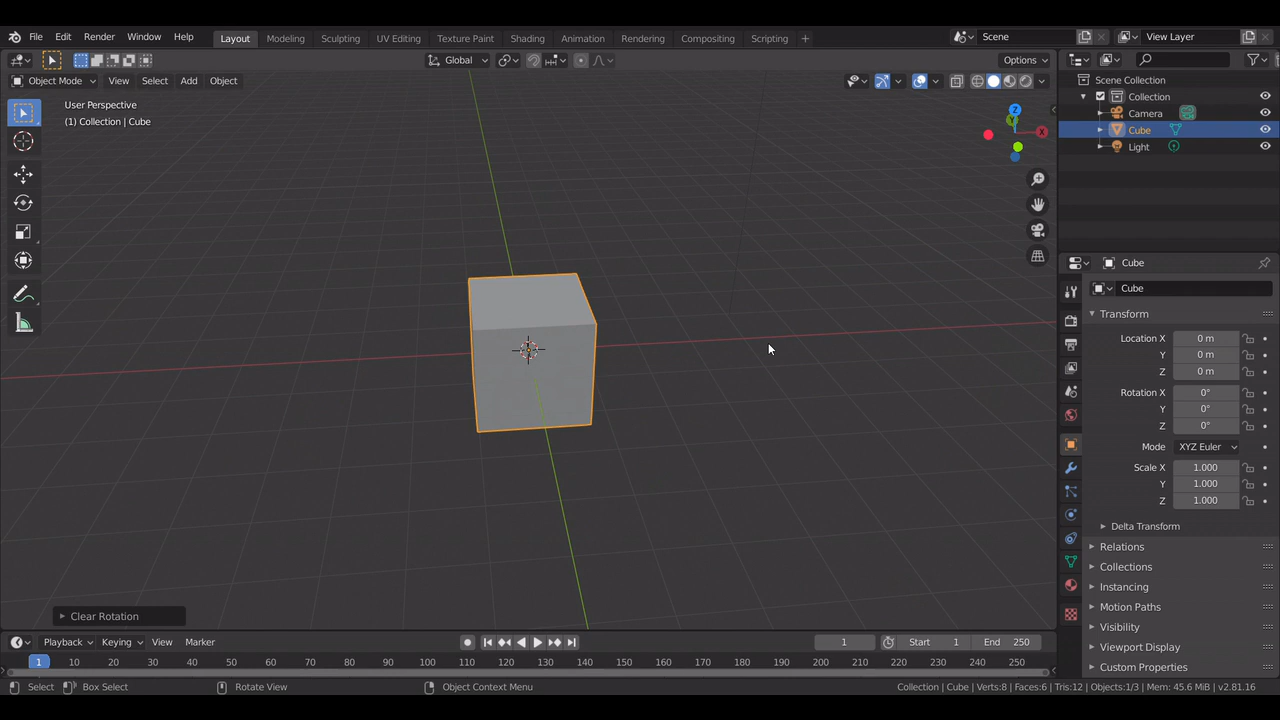 File Edit Render Window Help Layout Modeling Sculpting UV Editing Texture Paint Shading Animation Rendering Compositing Scripting + Scene View Layer
Global Options
Object Mode View Select Add Object
User Perspective
(1) Collection | Cube
Z
Y
X
Scene Collection
Collection
Camera
Cube
Light
Cube
Cube
Transform
Location X 0 m
Y 0 m
Z 0 m
Rotation X 0°
Y 0°
Z 0°
Mode XYZ Euler
Scale X 1.000
Y 1.000
Z 1.000
Delta Transform
Relations
Collections
Instancing
Motion Paths
Visibility
Viewport Display
Custom Properties
Clear Rotation
Playback Keying View Marker 1 Start 1 End 250
1 10 20 30 40 50 60 70 80 90 100 110 120 130 140 150 160 170 180 190 200 210 220 230 240 250
Select Box Select Rotate View Object Context Menu Collection | Cube | Verts:8 | Faces:6 | Tris:12 | Objects:1/3 | Mem: 45.6 MiB | v2.81.16